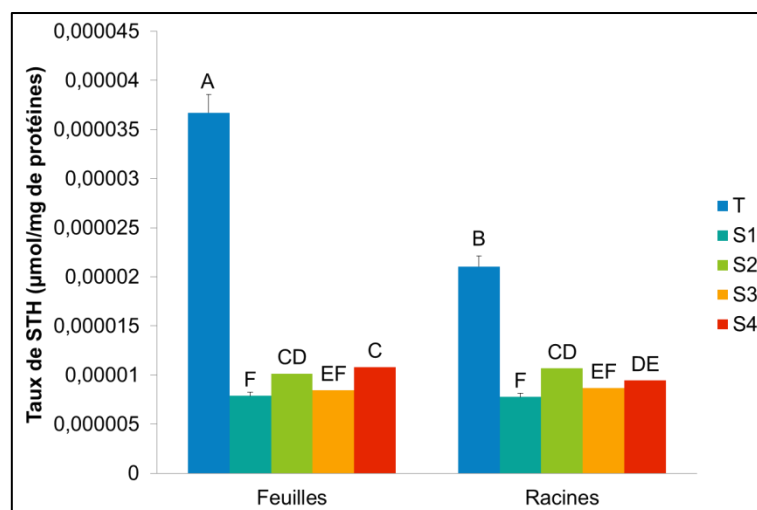 Taux de STH (µmol/mg de protéines)
0,000045
0,00004
0,000035
0,00003
0,000025
0,00002
0,000015
0,00001
0,000005
0
A
F
CD
EF
C
B
F
CD
EF
DE
Feuilles
Racines
T
S1
S2
S3
S4